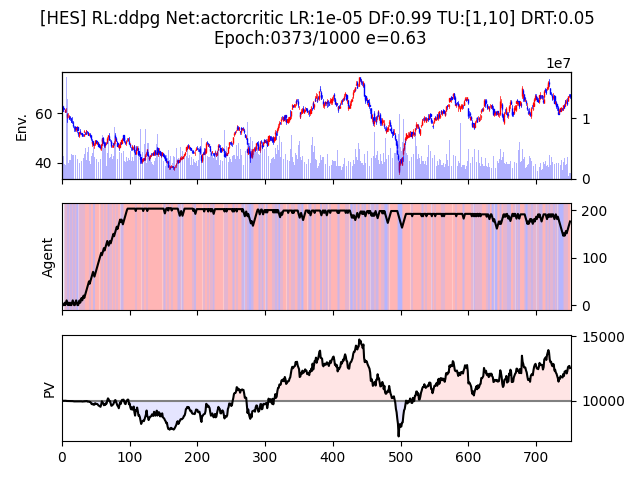 [HES] RL:ddpg Net:actorcritic LR:1e-05 DF:0.99 TU:[1,10] DRT:0.05
Epoch:0373/1000 e=0.63
1e7
Env.
60
40
1
0
Agent
200
100
0
PV
15000
10000
0 100 200 300 400 500 600 700